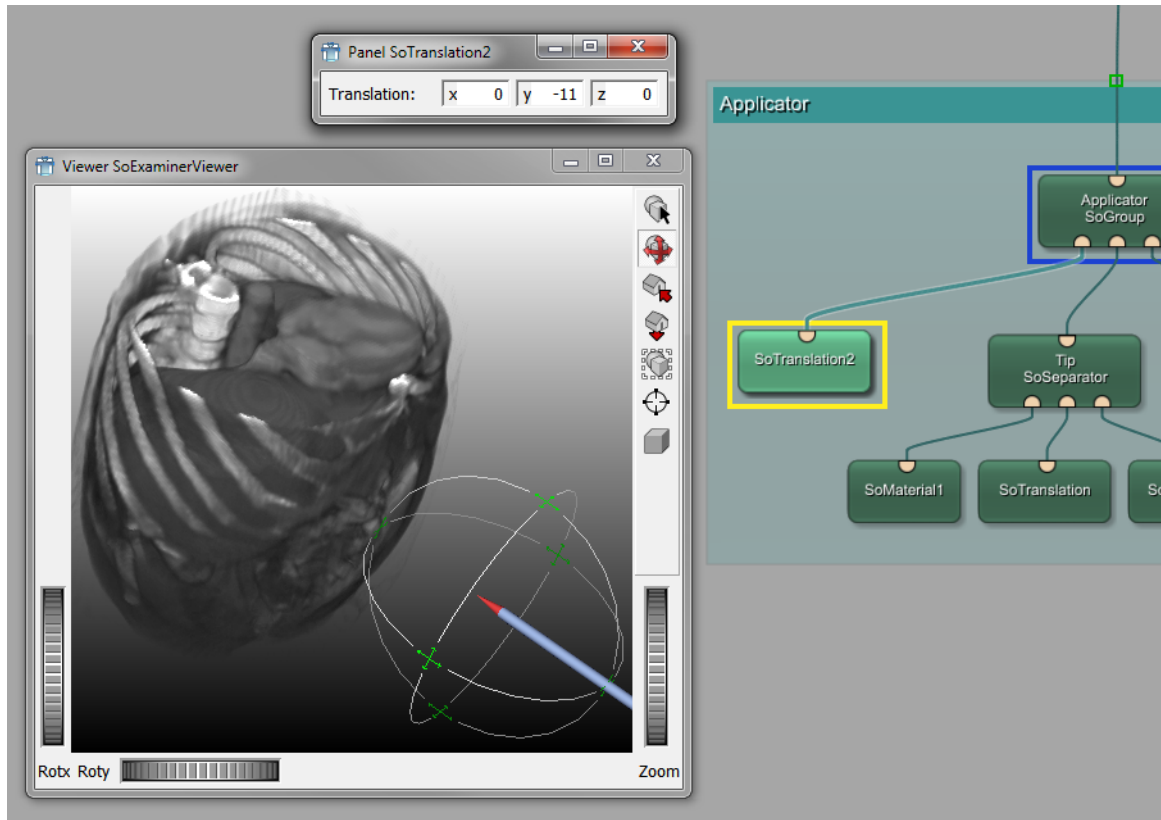 Panel SoTranslation2
Translation: x 0 y -11 z 0
Applicator
Viewer SoExaminerViewer
Applicator
SoGroup
SoTranslation2
Tip
SoSeparator
SoMaterial1
SoTranslation
Rotx Roty
Zoom